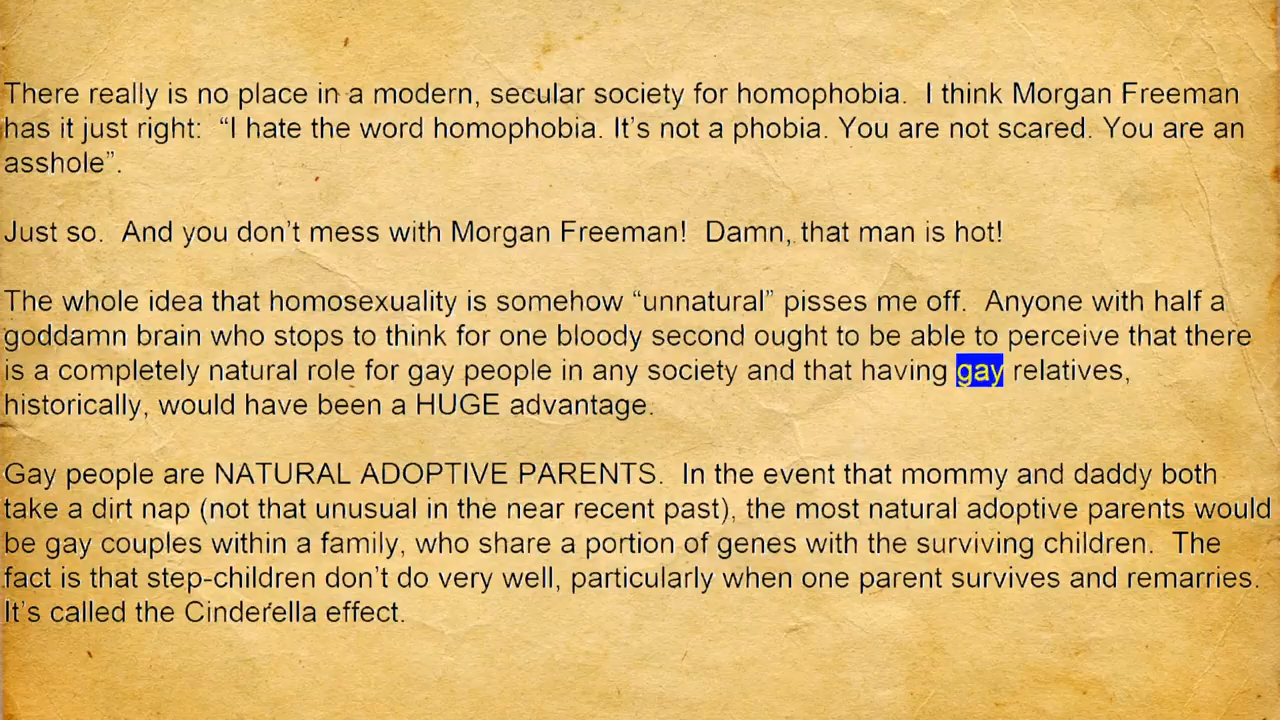 There really is no place in a modern, secular society for homophobia.  I think Morgan Freeman
has it just right:  “I hate the word homophobia. It’s not a phobia. You are not scared. You are an
asshole”.
Just so.  And you don’t mess with Morgan Freeman!  Damn, that man is hot!
The whole idea that homosexuality is somehow “unnatural” pisses me off.  Anyone with half a
goddamn brain who stops to think for one bloody second ought to be able to perceive that there
is a completely natural role for gay people in any society and that having gay relatives,
historically, would have been a HUGE advantage.
Gay people are NATURAL ADOPTIVE PARENTS.  In the event that mommy and daddy both
take a dirt nap (not that unusual in the near recent past), the most natural adoptive parents would
be gay couples within a family, who share a portion of genes with the surviving children.  The
fact is that step-children don’t do very well, particularly when one parent survives and remarries.
It’s called the Cinderella effect.